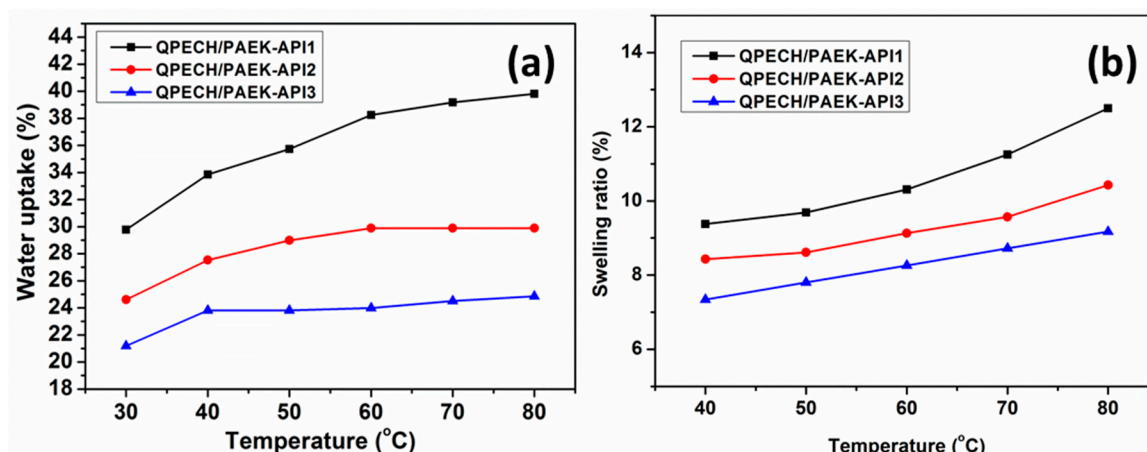 44
42
40
38
36
34
32
30
28
26
24
22
20
18
Water uptake (%)
QPECH/PAEK-API1
QPECH/PAEK-API2
QPECH/PAEK-API3
(a)
30 40 50 60 70 80
Temperature (°C)
14
12
10
8
6
Swelling ratio (%)
QPECH/PAEK-API1
QPECH/PAEK-API2
QPECH/PAEK-API3
(b)
40 50 60 70 80
Temperature (°C)